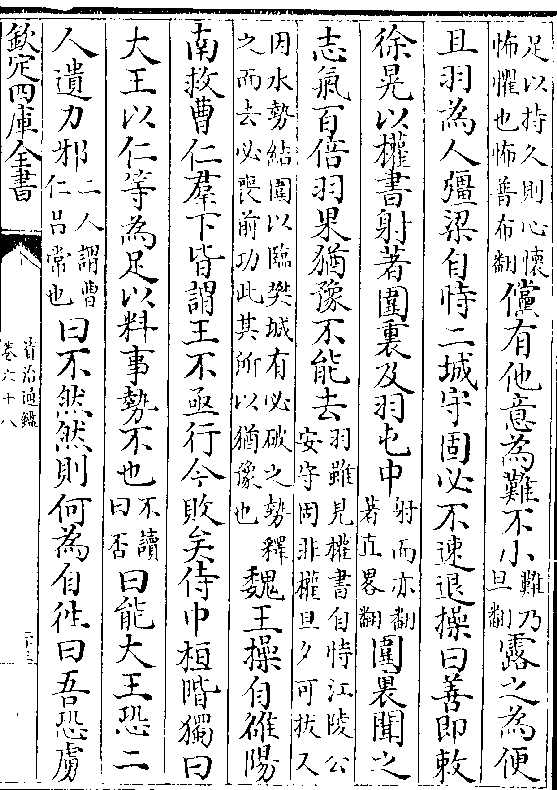 足以持久則心懷
怖懼也怖普布翻
儻有他意為難不小
難乃
旦翻
露之為便
且羽為人彊梁自恃二城守固必不速退操曰善即敕
徐晃以權書射著圍裏及羽屯中
射而亦翻
著直畧翻
圍裏聞之
志氣百倍羽果猶豫不能去
羽雖見權書自恃江陵公
安守固非權旦夕可拔又
因水勢結圍以臨樊城有必破之勢釋
之而去必喪前功此其所以猶豫也
魏王操自雒陽
南救曹仁羣下皆謂王不亟行今敗矣侍中桓階獨曰
大王以仁等為足以料事勢不也
不讀
曰否
曰能大王恐二
人遺力邪
二人謂曹
仁吕常也
曰不然然則何為自往曰吾恐虜
欽定四庫全書
資治通鑑
卷六十八